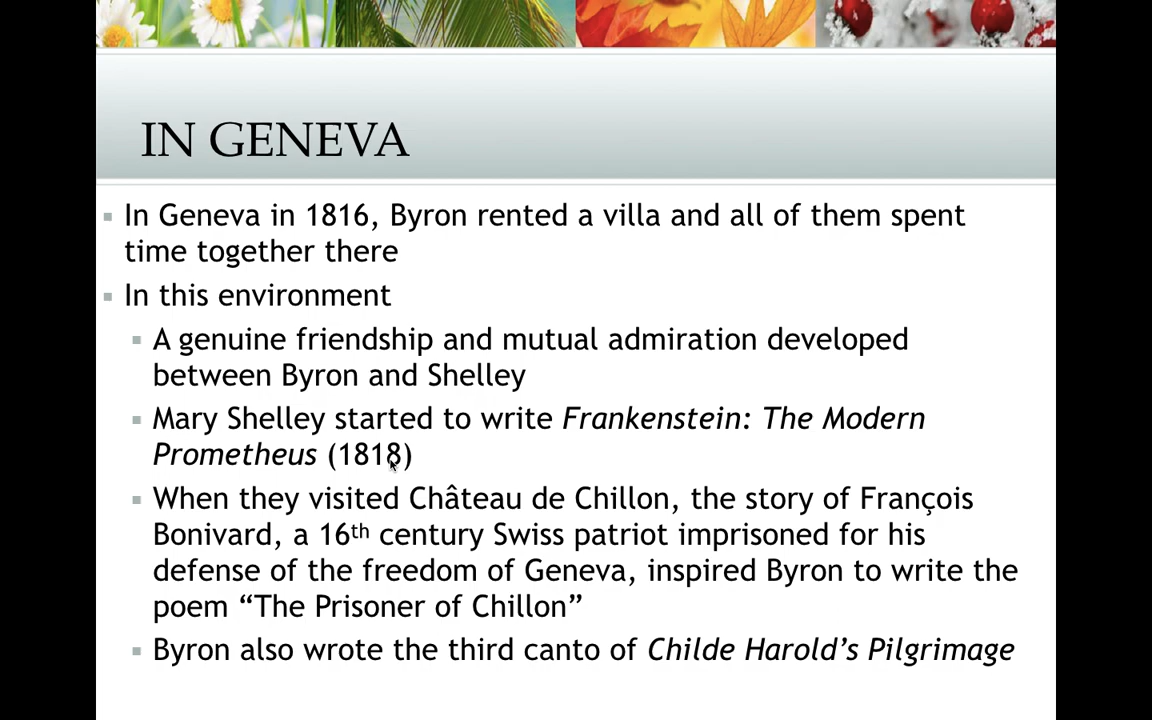 IN GENEVA
In Geneva in 1816, Byron rented a villa and all of them spent
time together there
In this environment
A genuine friendship and mutual admiration developed
between Byron and Shelley
Mary Shelley started to write Frankenstein: The Modern
Prometheus (1818)
When they visited Château de Chillon, the story of François
Bonivard, a 16th century Swiss patriot imprisoned for his
defense of the freedom of Geneva, inspired Byron to write the
poem “The Prisoner of Chillon”
Byron also wrote the third canto of Childe Harold’s Pilgrimage